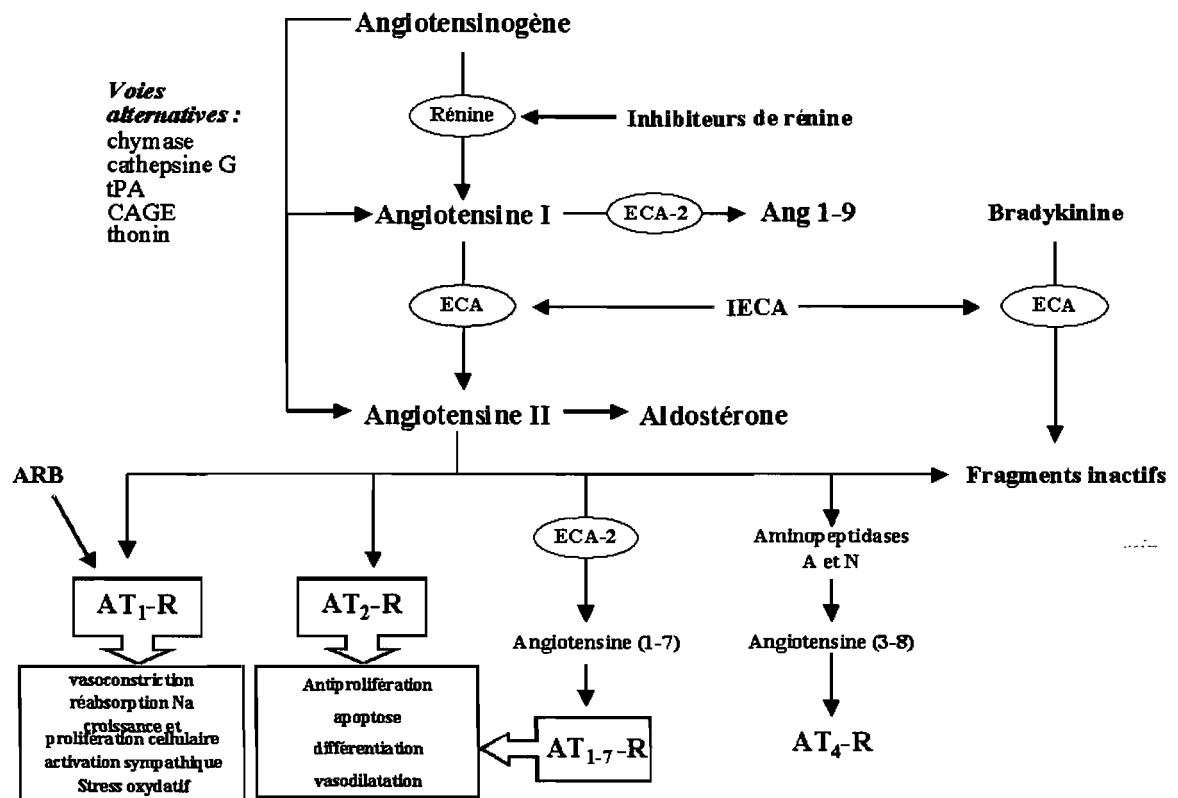 Angiotensinogène
Voies
alternatives :
chymase
cathepsine G
tPA
CAGE
thonin
Rénine
Inhibiteurs de rénine
Angiotensine I
ECA-2
Ang 1-9
Bradykinine
ECA
IECA
ECA
Angiotensine II
Aldostérone
ARB
Fragments inactifs
ECA-2
Aminopeptidases
A et N
AT1-R
AT2-R
Angiotensine (1-7)
Angiotensine (3-8)
vasoconstriction
réabsorption Na
croissance et
prolifération cellulaire
activation sympathique
Stress oxydatif
Antiprolifération
apoptose
différentiation
vasodilatation
AT1-7-R
AT4-R